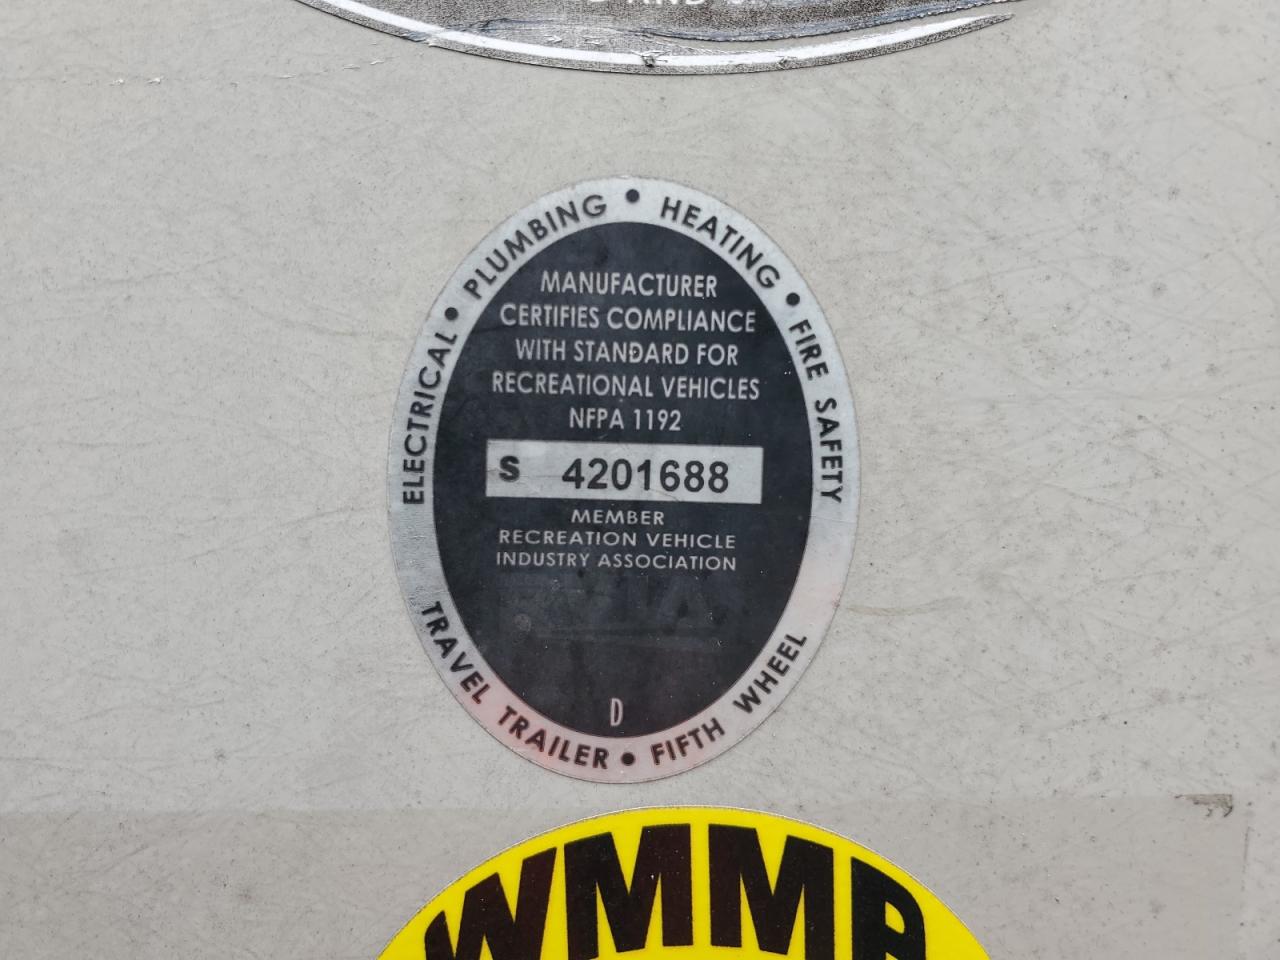 AND
ELECTRICAL • PLUMBING • HEATING • FIRE SAFETY
MANUFACTURER
CERTIFIES COMPLIANCE
WITH STANDARD FOR
RECREATIONAL VEHICLES
NFPA 1192
S 4201688
MEMBER
RECREATION VEHICLE
INDUSTRY ASSOCIATION
D
TRAVEL TRAILER • FIFTH WHEEL